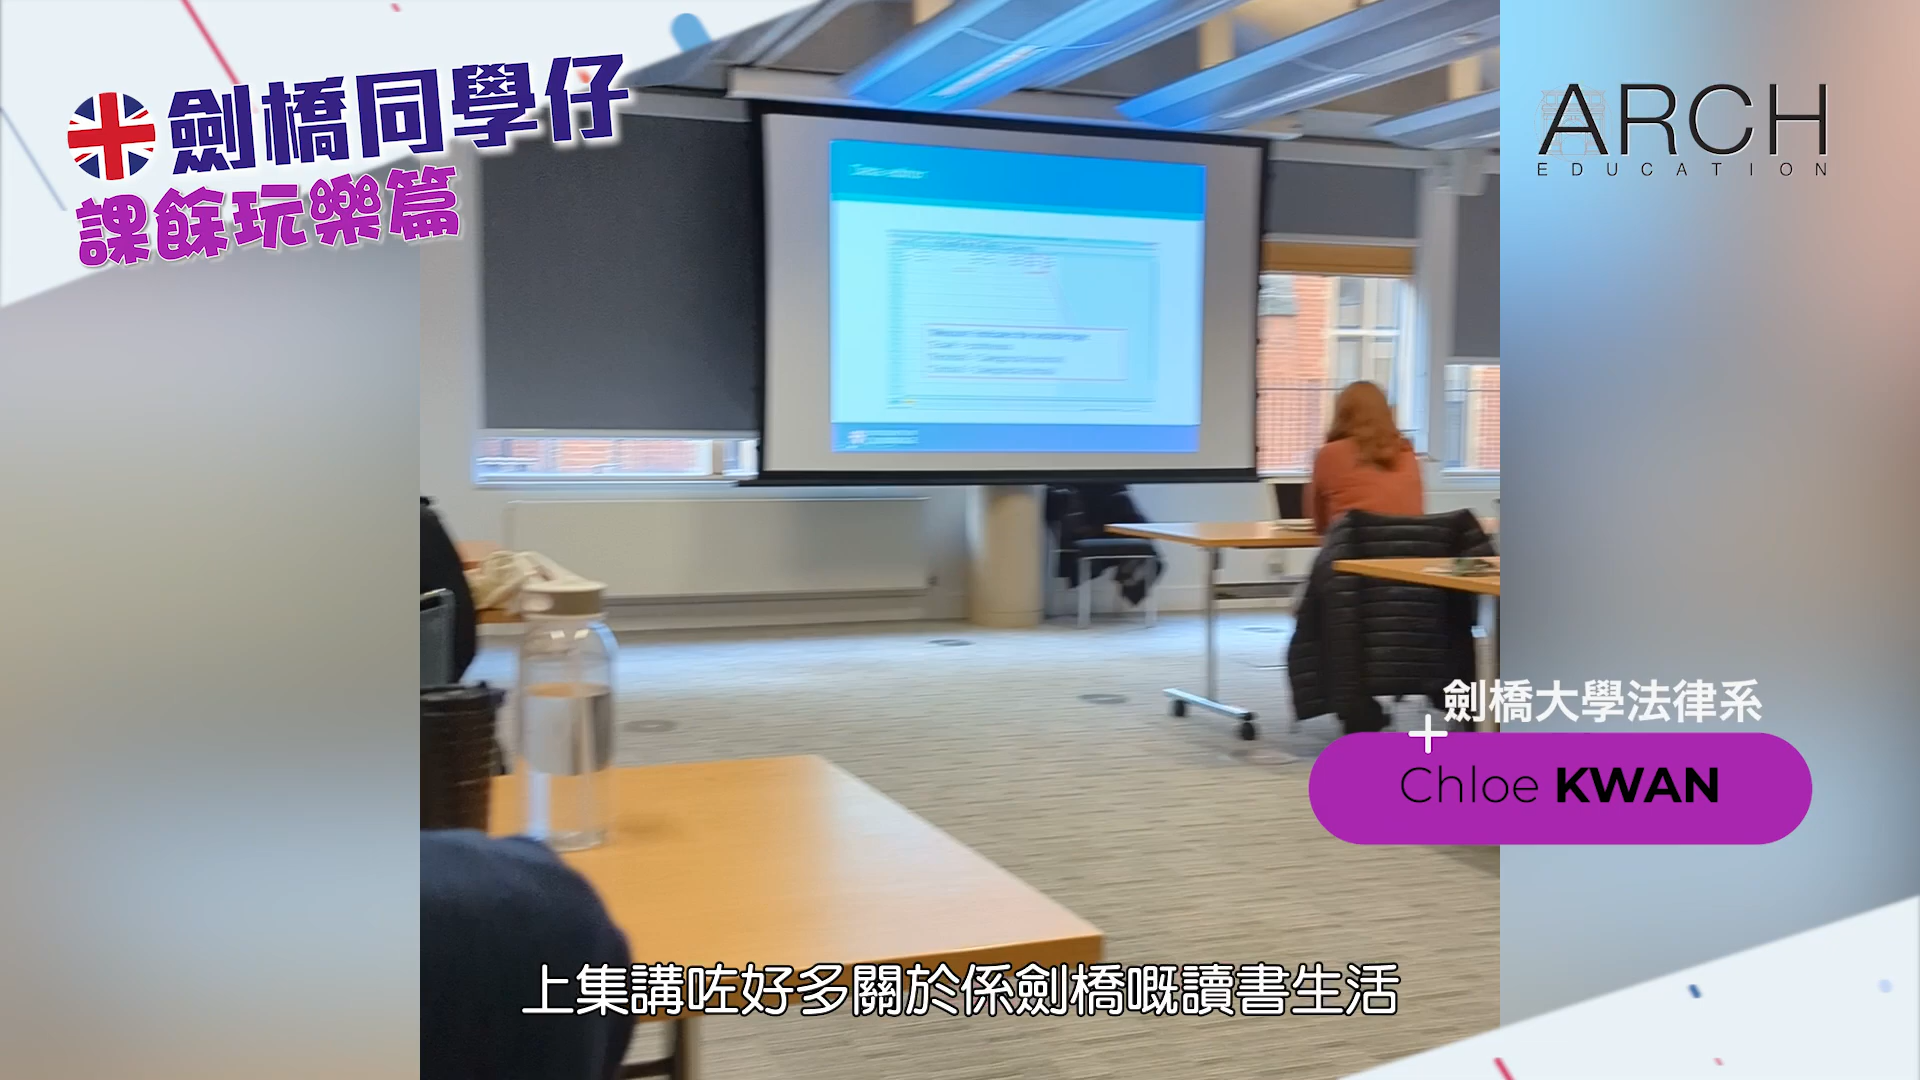 劍橋同學仔
課餘玩樂篇
ARCH
EDUCATION
劍橋大學法律系
Chloe KWAN
上集講咗好多關於係劍橋嘅讀書生活